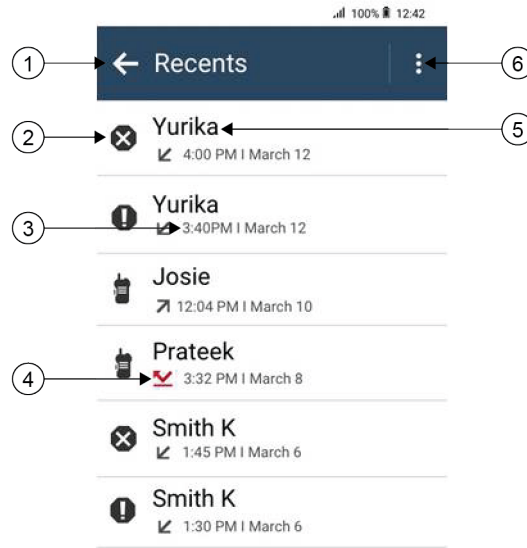 100% 12:42
1 Recents 6
2 Yurika 5
4:00 PM I March 12
Yurika
3 3:40PM I March 12
Josie
12:04 PM I March 10
Prateek
4 3:32 PM I March 8
Smith K
1:45 PM I March 6
Smith K
1:30 PM I March 6